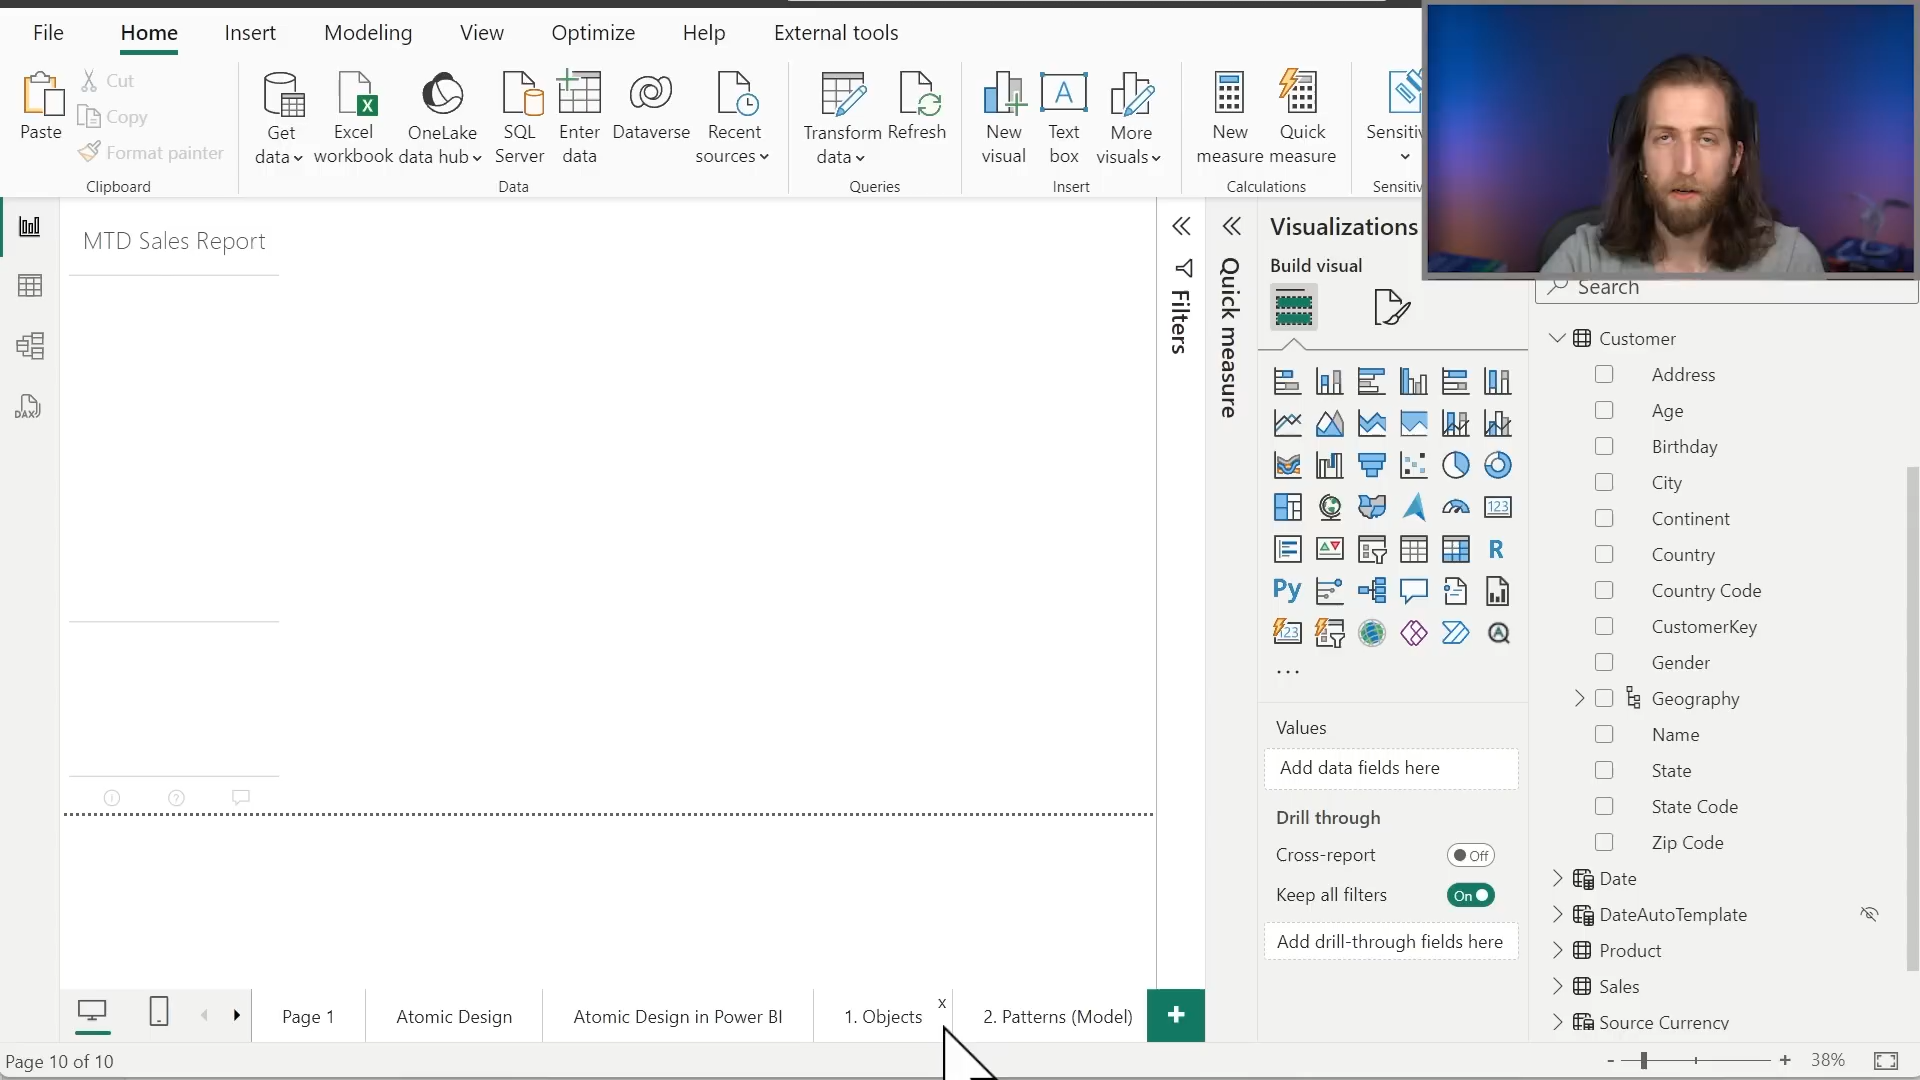 File
Home
Insert
Modeling
View
Optimize
Help
External tools
Paste
Cut
Copy
Format painter
Clipboard
Get data
Excel workbook
OneLake data hub
SQL Server
Enter data
Dataverse
Recent sources
Data
Transform data
Refresh
Queries
New visual
Text box
A
More visuals
Insert
New measure
Quick measure
Calculations
Sensitiv
Sensitiv
DAX
MTD Sales Report
Filters
Quick measure
Visualizations
Build visual
123
R
Py
123
...
Values
Add data fields here
Drill through
Cross-report
Off
Keep all filters
On
Add drill-through fields here
Search
Customer
Address
Age
Birthday
City
Continent
Country
Country Code
CustomerKey
Gender
Geography
Name
State
State Code
Zip Code
Date
DateAutoTemplate
Product
Sales
Source Currency
Page 1
Atomic Design
Atomic Design in Power BI
1. Objects
x
2. Patterns (Model)
+
Page 10 of 10
-
+
38%